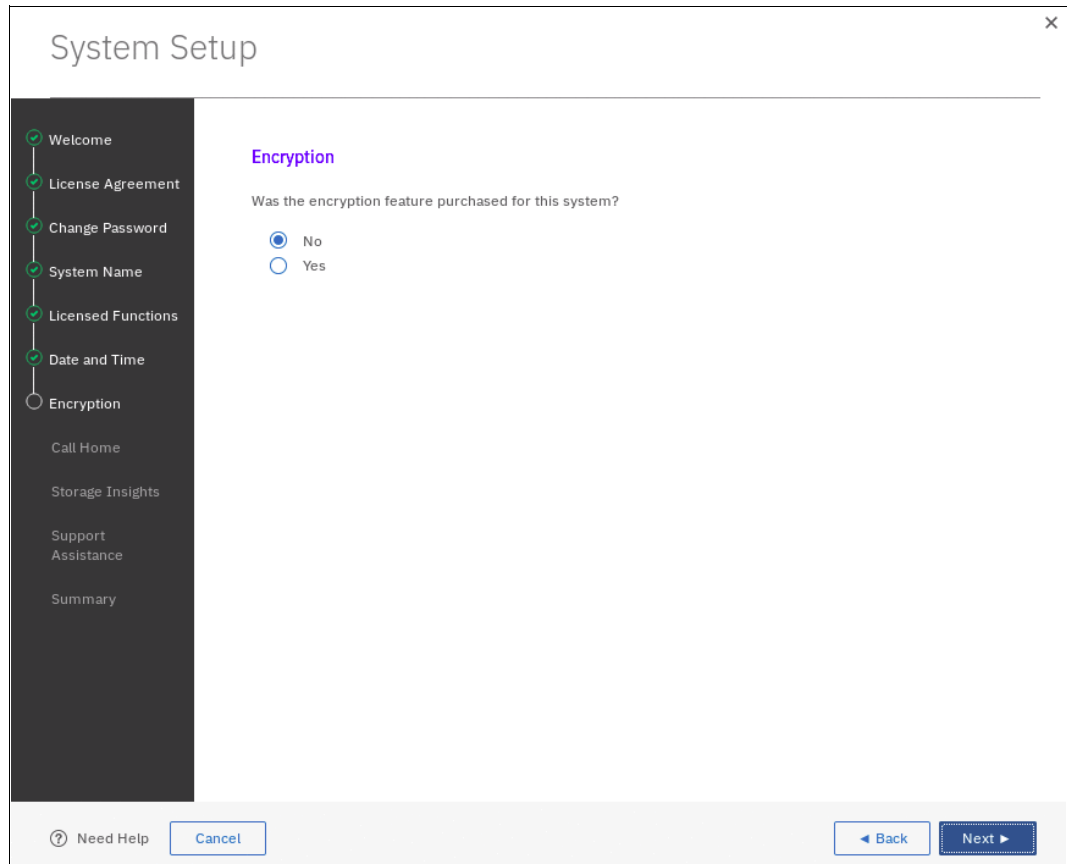 System Setup
Welcome
License Agreement
Change Password
System Name
Licensed Functions
Date and Time
Encryption
Call Home
Storage Insights
Support
Assistance
Summary
Encryption
Was the encryption feature purchased for this system?
No
Yes
Need Help
Cancel
Back
Next